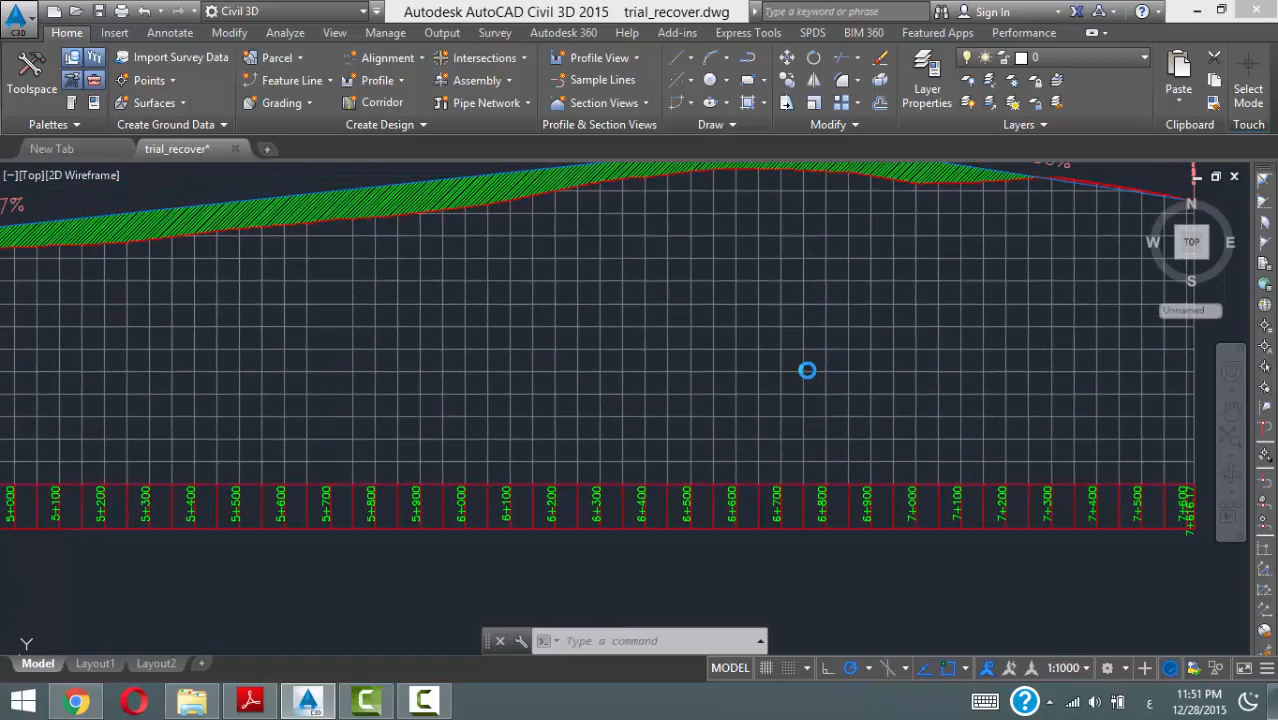 Civil 3D
Autodesk AutoCAD Civil 3D 2015 trial_recover.dwg
Type a keyword or phrase
Sign In
C3D
Home Insert Annotate Modify Analyze View Manage Output Survey Autodesk 360 Help Add-ins Express Tools SPDS BIM 360 Featured Apps Performance
Import Survey Data
Parcel
Alignment
Intersections
Profile View
0
Toolspace
Points
Feature Line
Profile
Assembly
Sample Lines
Layer Properties
Paste
Select Mode
Surfaces
Grading
Corridor
Pipe Network
Section Views
Palettes
Create Ground Data
Create Design
Profile & Section Views
Draw
Modify
Layers
Clipboard
Touch
New Tab
trial_recover*
[−][Top][2D Wireframe]
7%
N
W TOP E
S
Unnamed
5+000 5+100 5+200 5+300 5+400 5+500 5+600 5+700 5+800 5+900 6+000 6+100 6+200 6+300 6+400 6+500 6+600 6+700 6+800 6+900 7+000 7+100 7+200 7+300 7+400 7+500 7+600
Y
Type a command
Model Layout1 Layout2
MODEL
1:1000
C3D
ع
11:51 PM
12/28/2015